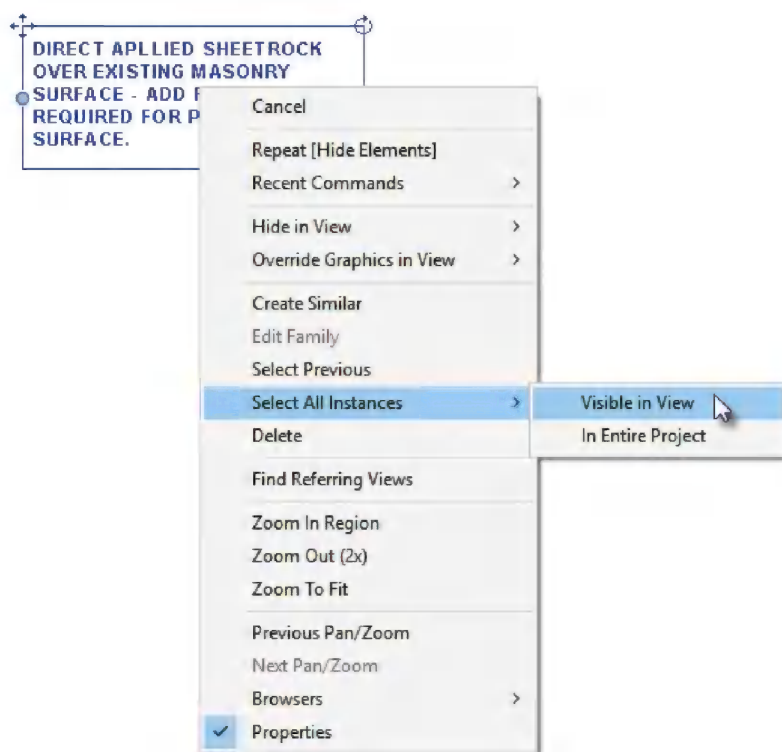 DIRECT APLLIED SHEETROCK
OVER EXISTING MASONRY
SURFACE - ADD
REQUIRED FOR
SURFACE.
Cancel
Repeat [Hide Elements]
Recent Commands
Hide in View
Override Graphics in View
Create Similar
Edit Family
Select Previous
Select All Instances
Visible in View
Delete
In Entire Project
Find Referring Views
Zoom In Region
Zoom Out (2x)
Zoom To Fit
Previous Pan/Zoom
Next Pan/Zoom
Browsers
Properties